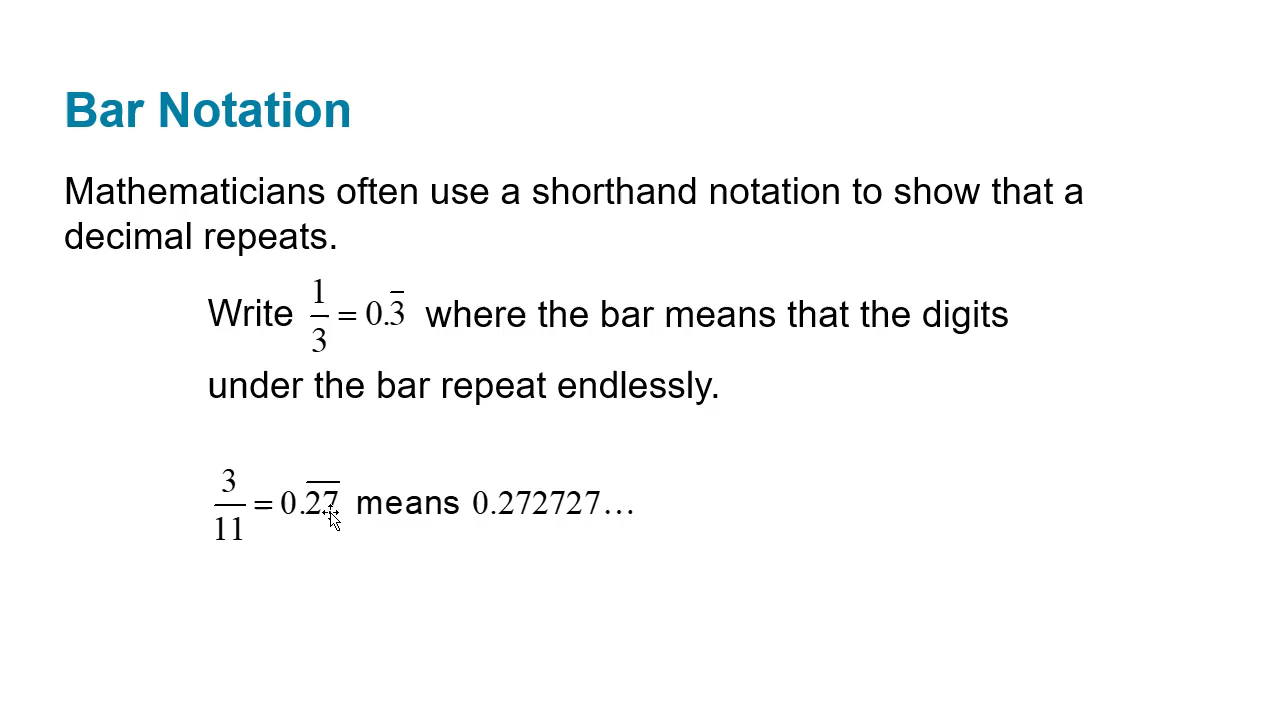 Bar Notation
Mathematicians often use a shorthand notation to show that a
decimal repeats.
Write 1/3 = 0.3̅ where the bar means that the digits
under the bar repeat endlessly.
3/11 = 0.2̅7̅ means 0.272727…